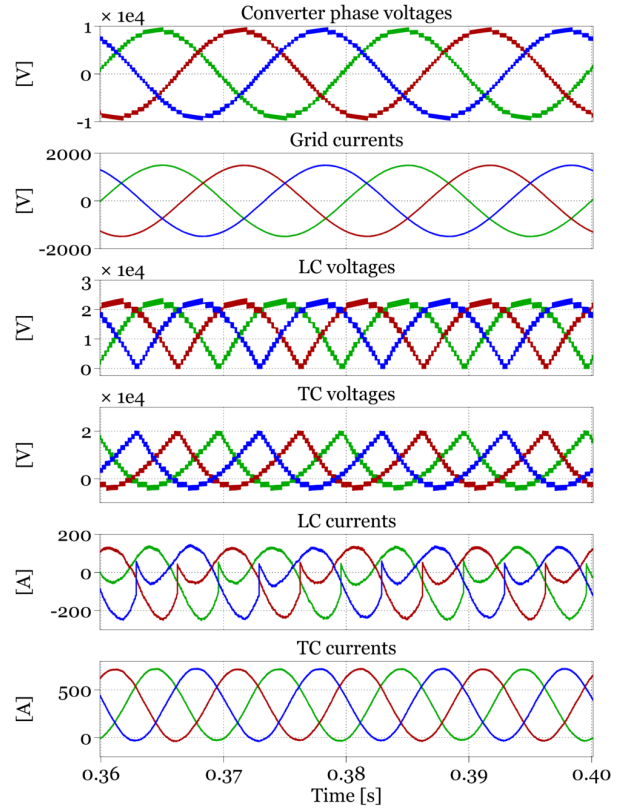 Converter phase voltages
× 1e4
1
0
-1
[V]
Grid currents
2000
0
-2000
[V]
LC voltages
× 1e4
3
2
1
0
[V]
TC voltages
× 1e4
2
0
[V]
LC currents
200
0
-200
[A]
TC currents
500
0
[A]
0.36 0.37 0.38 0.39 0.40
Time [s]